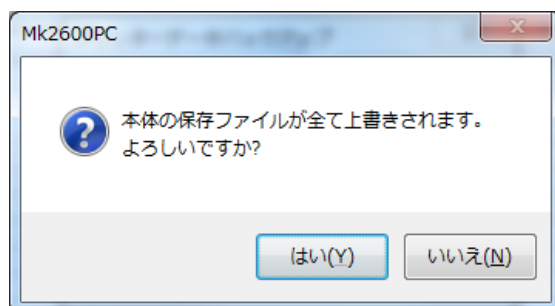 Mk2600PC
本体の保存ファイルが全て上書きされます。
よろしいですか?
はい(Y)
いいえ(N)